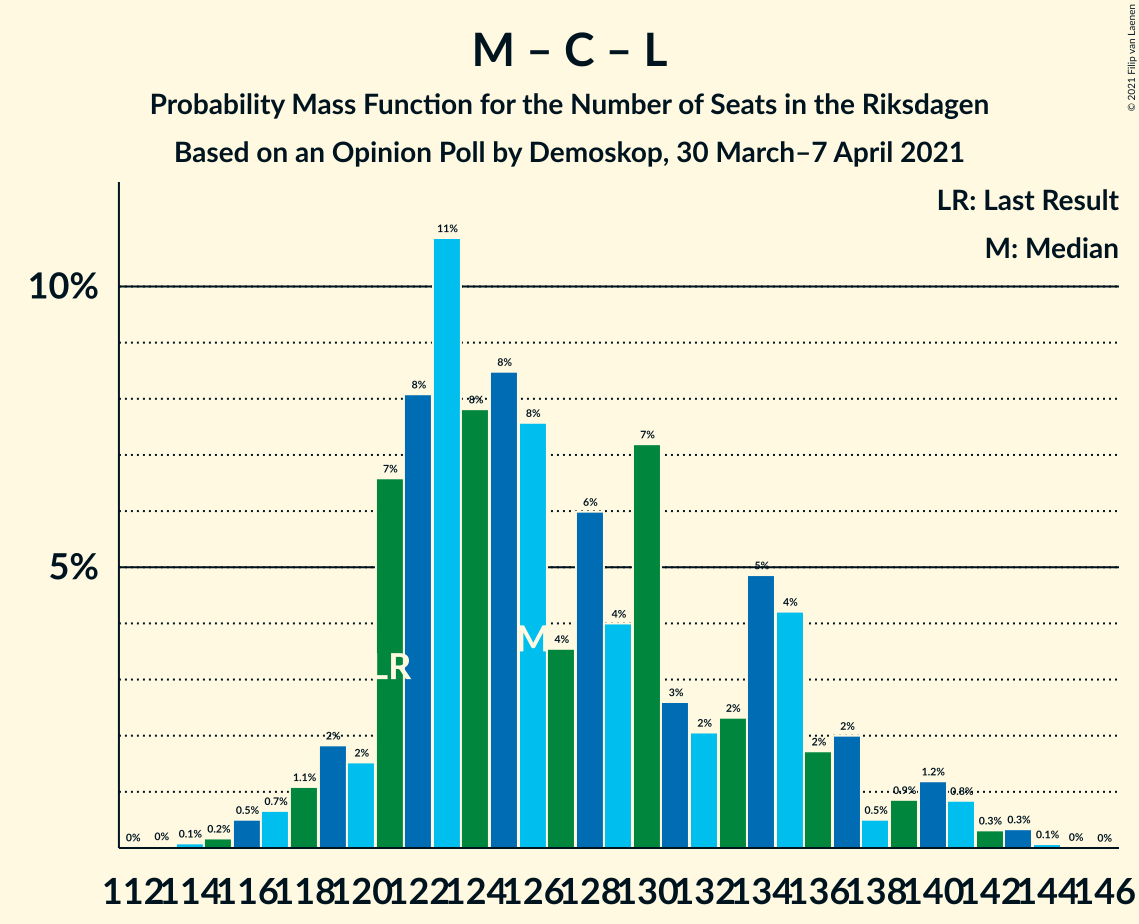 M – C – L
Probability Mass Function for the Number of Seats in the Riksdagen
Based on an Opinion Poll by Demoskop, 30 March–7 April 2021
© 2021 Filip van Laenen
LR: Last Result
M: Median
10%
5%
0% 0% 0.1% 0.2% 0.5% 0.7% 1.1% 2% 2% 7% 8% 11% 8% 8% 8% 4% 6% 4% 7% 3% 2% 2% 5% 4% 2% 2% 0.5% 0.9% 1.2% 0.8% 0.3% 0.3% 0.1% 0% 0%
LR
M
112 114 116 118 120 122 124 126 128 130 132 134 136 138 140 142 144 146